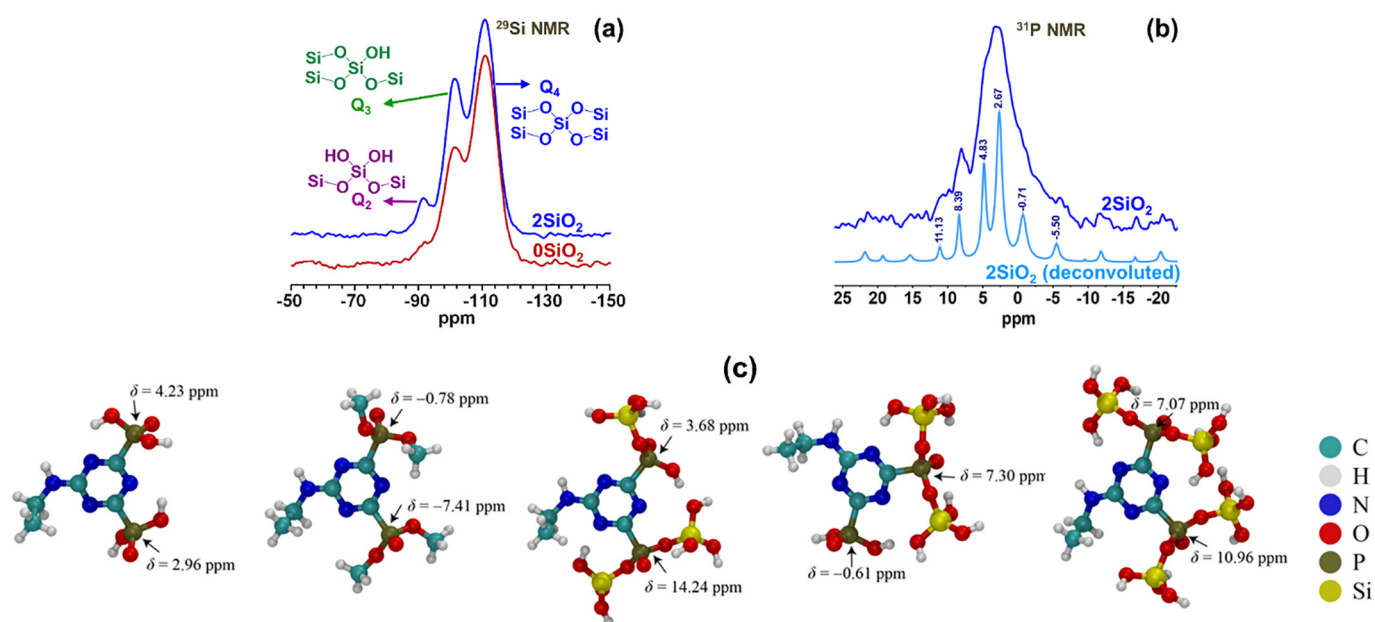 ²⁹Si NMR
(a)
Si
O
OH
Si
Si
O
O
Si
Q₃
HO
OH
Si
Si
O
O
Si
Q₂
Q₄
Si
O
O
Si
Si
Si
O
O
Si
2SiO₂
0SiO₂
-50 -70 -90 -110 -130 -150
ppm
³¹P NMR
(b)
11.13
8.39
4.83
2.67
-0.71
-5.50
2SiO₂
2SiO₂ (deconvoluted)
25 20 15 10 5 0 -5 -10 -15 -20
ppm
(c)
δ = 4.23 ppm
δ = 2.96 ppm
δ = −0.78 ppm
δ = −7.41 ppm
δ = 3.68 ppm
δ = 14.24 ppm
δ = 7.30 ppm
δ = −0.61 ppm
δ = 7.07 ppm
δ = 10.96 ppm
C
H
N
O
P
Si